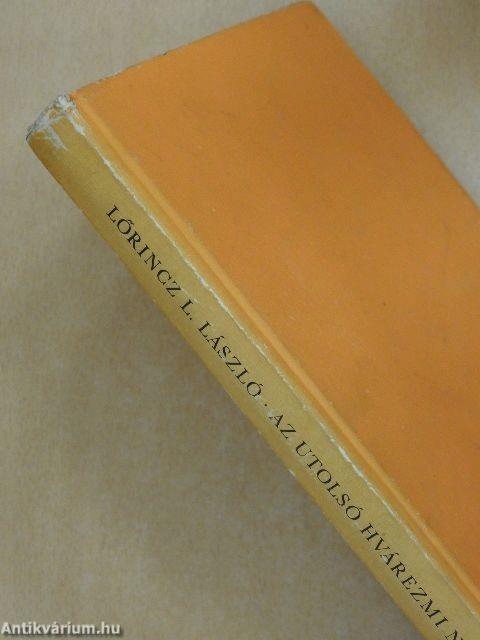 LŐRINCZ L. LÁSZLÓ · AZ UTOLSÓ HVÁREZMI N
Antikvárium.hu